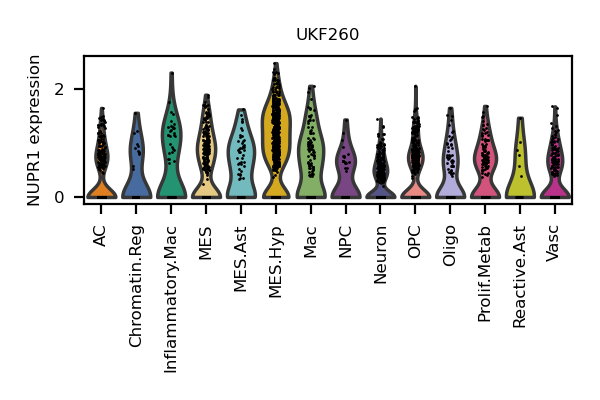 UKF260
NUPR1 expression
2
0
AC
Chromatin.Reg
Inflammatory.Mac
MES
MES.Ast
MES.Hyp
Mac
NPC
Neuron
OPC
Oligo
Prolif.Metab
Reactive.Ast
Vasc